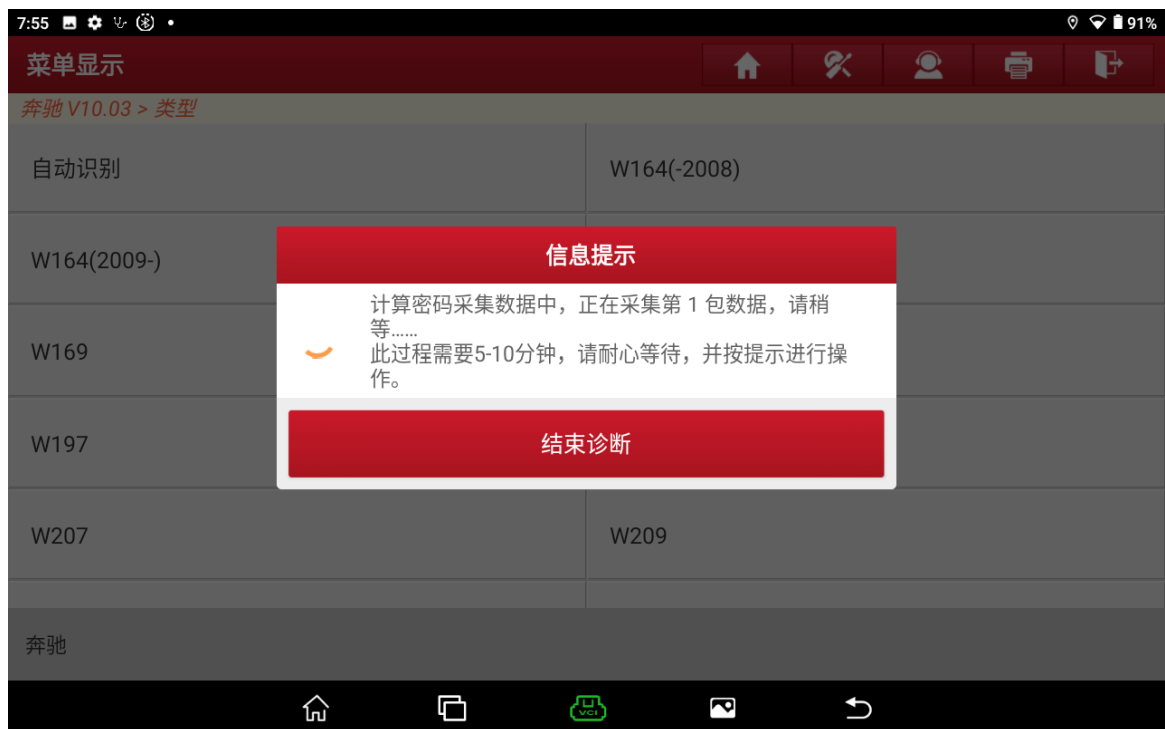 7:55
91%
菜单显示
奔驰 V10.03 > 类型
自动识别
W164(-2008)
W164(2009-)
信息提示
计算密码采集数据中，正在采集第 1 包数据，请稍
等......
此过程需要5-10分钟，请耐心等待，并按提示进行操
作。
W169
W197
结束诊断
W207
W209
奔驰
VCI